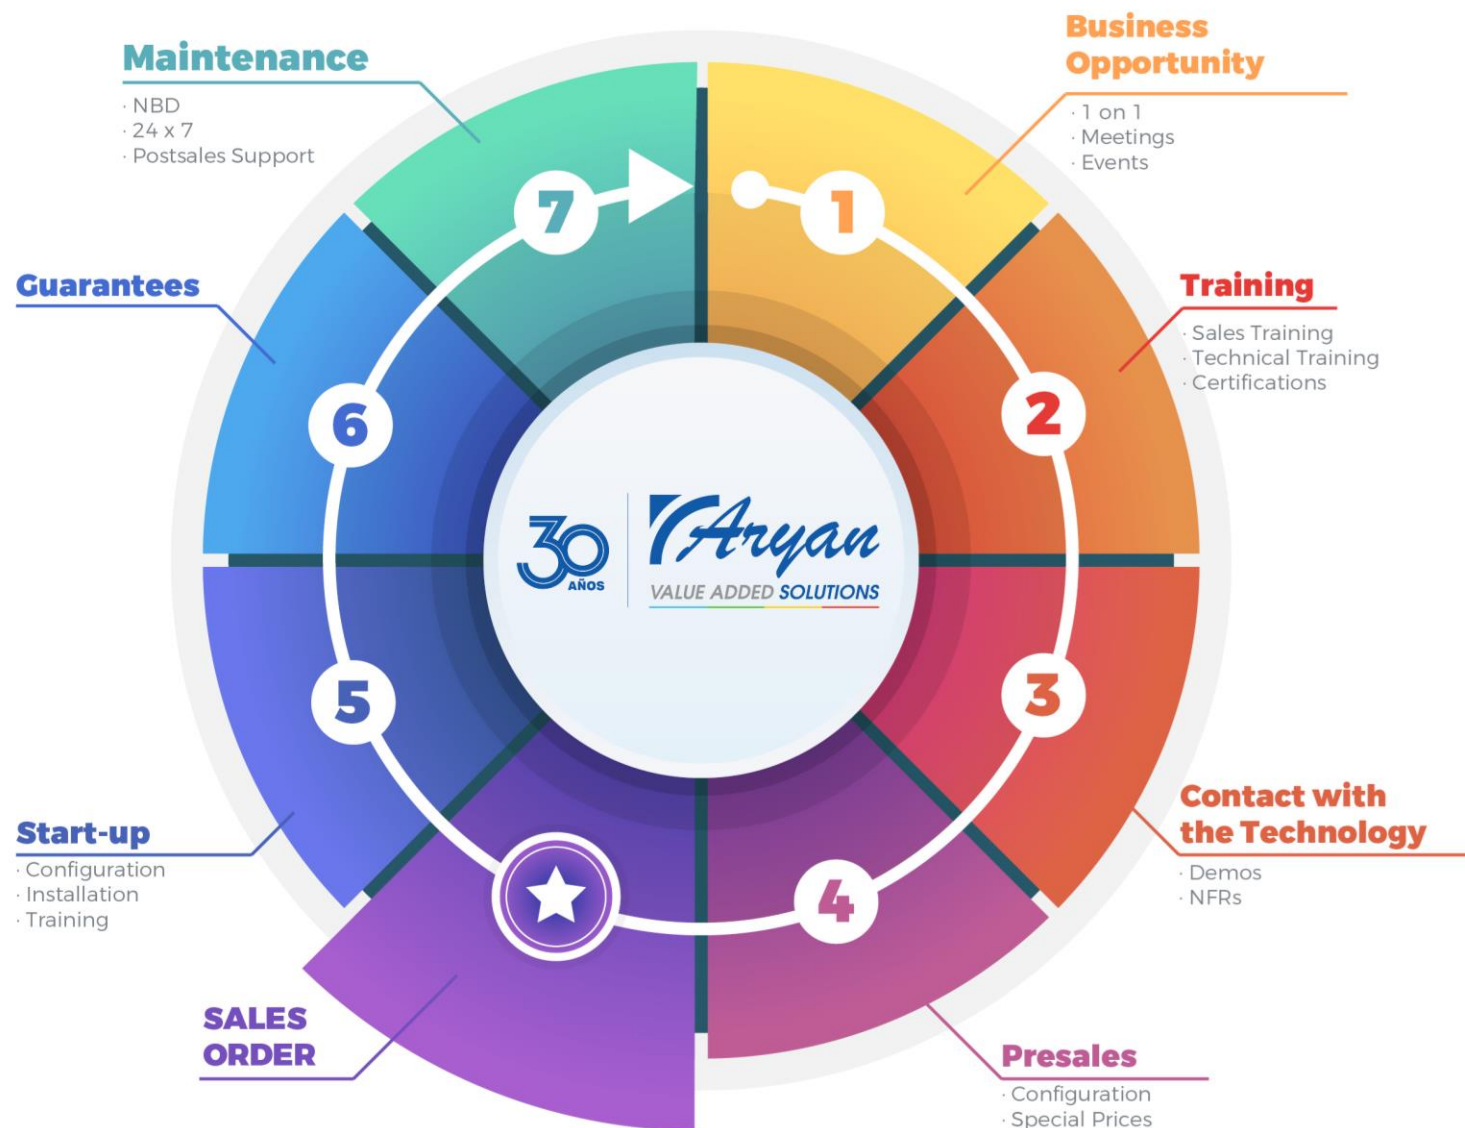 Business
Opportunity
· 1 on 1
· Meetings
· Events
1
Training
· Sales Training
· Technical Training
· Certifications
2
Contact with
the Technology
· Demos
· NFRs
3
Presales
· Configuration
· Special Prices
4
SALES
ORDER
Start-up
· Configuration
· Installation
· Training
5
Guarantees
6
Maintenance
· NBD
· 24 x 7
· Postsales Support
7
30
AÑOS
Aryan
VALUE ADDED SOLUTIONS